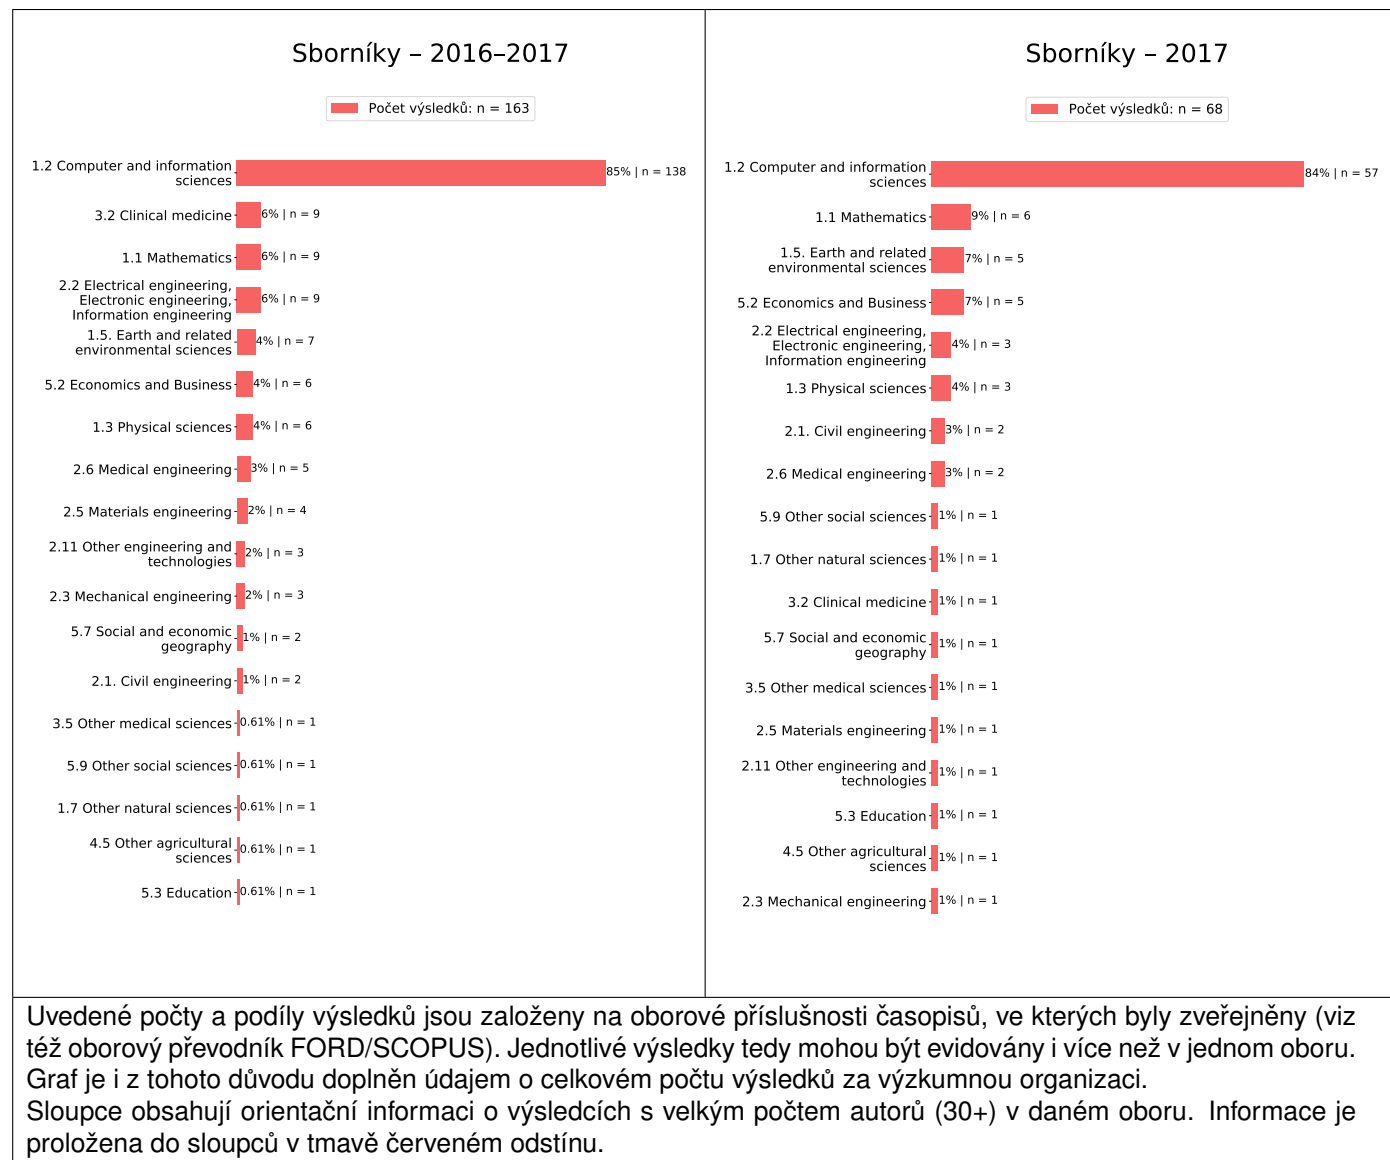 Sborníky – 2016–2017
Počet výsledků: n = 163
1.2 Computer and information
sciences
85% | n = 138
3.2 Clinical medicine
6% | n = 9
1.1 Mathematics
6% | n = 9
2.2 Electrical engineering,
Electronic engineering,
Information engineering
6% | n = 9
1.5. Earth and related
environmental sciences
4% | n = 7
5.2 Economics and Business
4% | n = 6
1.3 Physical sciences
4% | n = 6
2.6 Medical engineering
3% | n = 5
2.5 Materials engineering
2% | n = 4
2.11 Other engineering and
technologies
2% | n = 3
2.3 Mechanical engineering
2% | n = 3
5.7 Social and economic
geography
1% | n = 2
2.1. Civil engineering
1% | n = 2
3.5 Other medical sciences
0.61% | n = 1
5.9 Other social sciences
0.61% | n = 1
1.7 Other natural sciences
0.61% | n = 1
4.5 Other agricultural
sciences
0.61% | n = 1
5.3 Education
0.61% | n = 1
Sborníky – 2017
Počet výsledků: n = 68
1.2 Computer and information
sciences
84% | n = 57
1.1 Mathematics
9% | n = 6
1.5. Earth and related
environmental sciences
7% | n = 5
5.2 Economics and Business
7% | n = 5
2.2 Electrical engineering,
Electronic engineering,
Information engineering
4% | n = 3
1.3 Physical sciences
4% | n = 3
2.1. Civil engineering
3% | n = 2
2.6 Medical engineering
3% | n = 2
5.9 Other social sciences
1% | n = 1
1.7 Other natural sciences
1% | n = 1
3.2 Clinical medicine
1% | n = 1
5.7 Social and economic
geography
1% | n = 1
3.5 Other medical sciences
1% | n = 1
2.5 Materials engineering
1% | n = 1
2.11 Other engineering and
technologies
1% | n = 1
5.3 Education
1% | n = 1
4.5 Other agricultural
sciences
1% | n = 1
2.3 Mechanical engineering
1% | n = 1
Uvedené počty a podíly výsledků jsou založeny na oborové příslušnosti časopisů, ve kterých byly zveřejněny (viz
též oborový převodník FORD/SCOPUS). Jednotlivé výsledky tedy mohou být evidovány i více než v jednom oboru.
Graf je i z tohoto důvodu doplněn údajem o celkovém počtu výsledků za výzkumnou organizaci.
Sloupce obsahují orientační informaci o výsledcích s velkým počtem autorů (30+) v daném oboru. Informace je
proložena do sloupců v tmavě červeném odstínu.